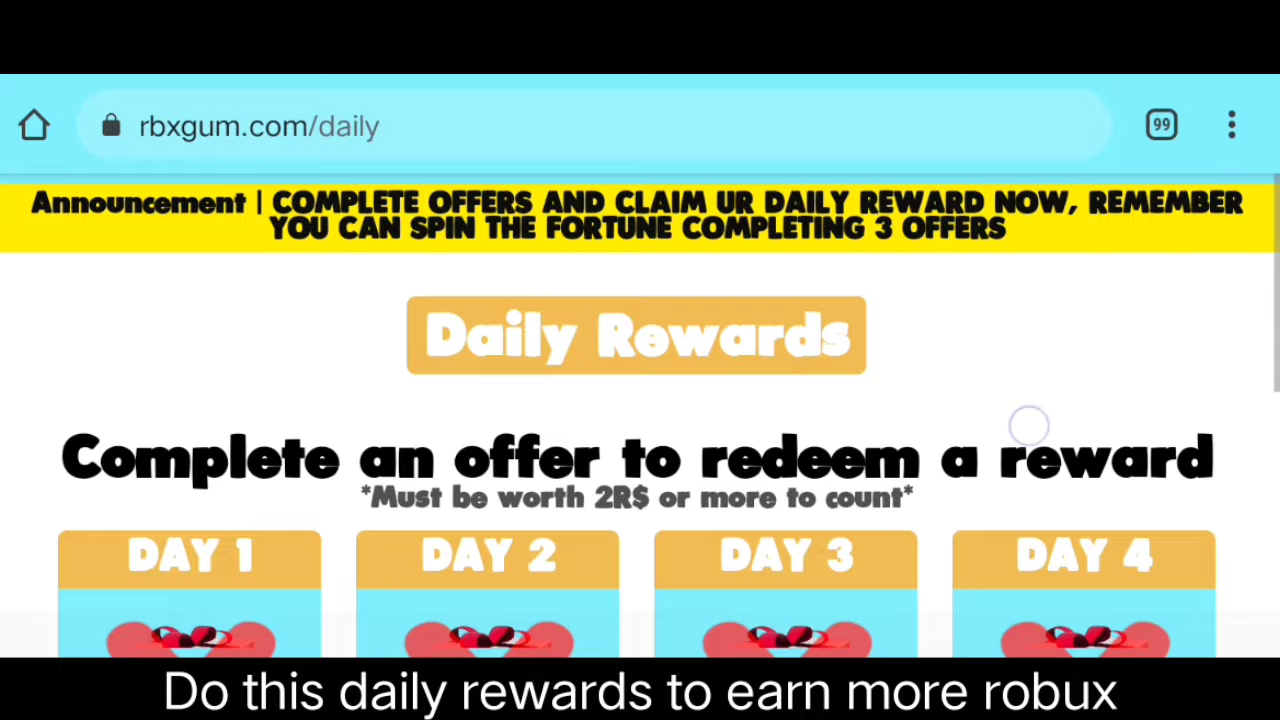 rbxgum.com/daily
99
Announcement | COMPLETE OFFERS AND CLAIM UR DAILY REWARD NOW, REMEMBER
YOU CAN SPIN THE FORTUNE COMPLETING 3 OFFERS
Daily Rewards
Complete an offer to redeem a reward
*Must be worth 2R$ or more to count*
DAY 1
DAY 2
DAY 3
DAY 4
Do this daily rewards to earn more robux